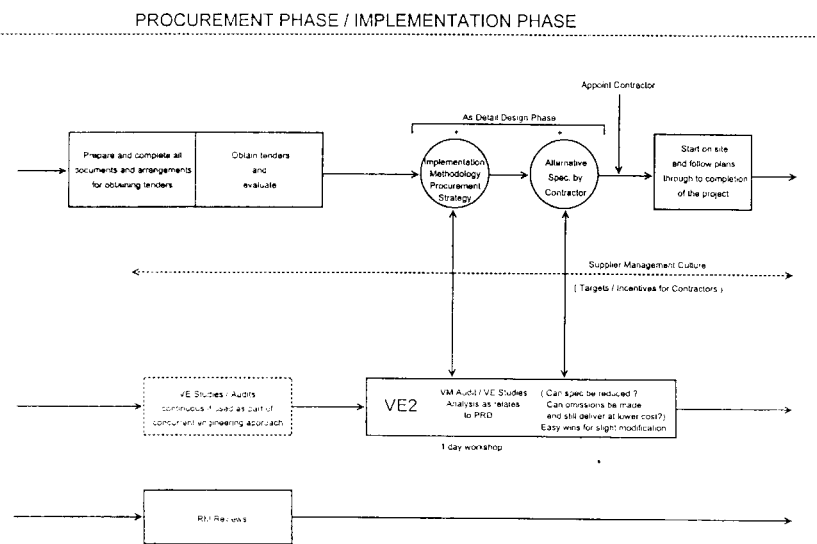 PROCUREMENT PHASE / IMPLEMENTATION PHASE
Appoint Contractor
As Detail Design Phase
Prepare and complete all
documents and arrangements
for obtaining tenders
Obtain tenders
and
evaluate
Implementation
Methodology
Procurement
Strategy
Alternative
Spec. by
Contractor
Start on site
and follow plans
through to completion
of the project
Supplier Management Culture
( Targets / Incentives for Contractors )
VE Studies / Audits
continuous if used as part of
concurrent engineering approach
VE2
VM Audit / VE Studies
Analysis as relates
to PRD
( Can spec be reduced ?
Can omissions be made
and still deliver at lower cost?)
Easy wins for slight modification
1 day workshop
RM Reviews